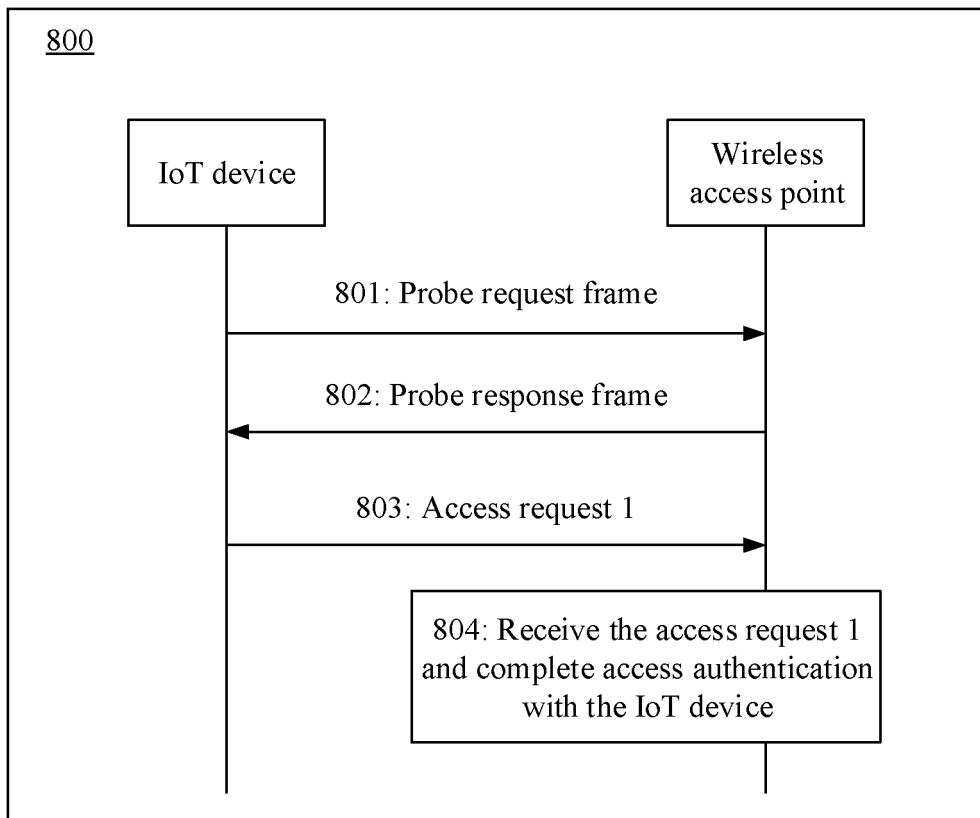 800
IoT device
Wireless
access point
801: Probe request frame
802: Probe response frame
803: Access request 1
804: Receive the access request 1
and complete access authentication
with the IoT device